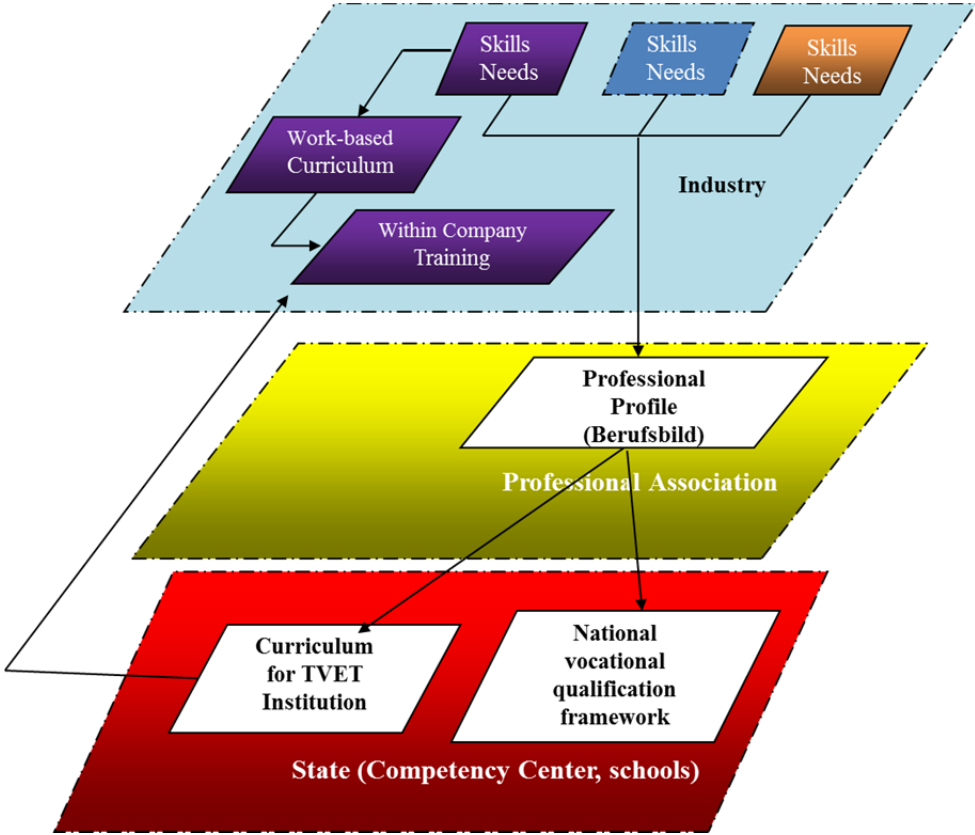 Skills
Needs
Skills
Needs
Skills
Needs
Work-based
Curriculum
Industry
Within Company
Training
Professional
Profile
(Berufsbild)
Professional Association
Curriculum
for TVET
Institution
National
vocational
qualification
framework
State (Competency Center, schools)